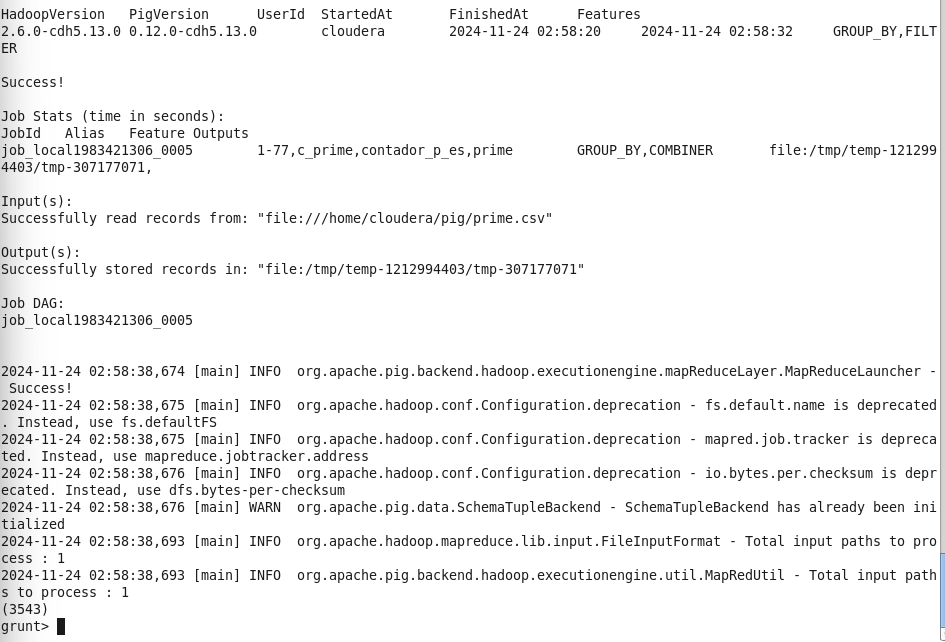 HadoopVersion   PigVersion      UserId  StartedAt       FinishedAt      Features
2.6.0-cdh5.13.0 0.12.0-cdh5.13.0        cloudera        2024-11-24 02:58:20     2024-11-24 02:58:32     GROUP_BY,FILT
ER
Success!
Job Stats (time in seconds):
JobId   Alias   Feature Outputs
job_local1983421306_0005        1-77,c_prime,contador_p_es,prime        GROUP_BY,COMBINER       file:/tmp/temp-121299
4403/tmp-307177071,
Input(s):
Successfully read records from: "file:///home/cloudera/pig/prime.csv"
Output(s):
Successfully stored records in: "file:/tmp/temp-1212994403/tmp-307177071"
Job DAG:
job_local1983421306_0005
2024-11-24 02:58:38,674 [main] INFO  org.apache.pig.backend.hadoop.executionengine.mapReduceLayer.MapReduceLauncher -
 Success!
2024-11-24 02:58:38,675 [main] INFO  org.apache.hadoop.conf.Configuration.deprecation - fs.default.name is deprecated
. Instead, use fs.defaultFS
2024-11-24 02:58:38,675 [main] INFO  org.apache.hadoop.conf.Configuration.deprecation - mapred.job.tracker is depreca
ted. Instead, use mapreduce.jobtracker.address
2024-11-24 02:58:38,676 [main] INFO  org.apache.hadoop.conf.Configuration.deprecation - io.bytes.per.checksum is depr
ecated. Instead, use dfs.bytes-per-checksum
2024-11-24 02:58:38,676 [main] WARN  org.apache.pig.data.SchemaTupleBackend - SchemaTupleBackend has already been ini
tialized
2024-11-24 02:58:38,693 [main] INFO  org.apache.hadoop.mapreduce.lib.input.FileInputFormat - Total input paths to pro
cess : 1
2024-11-24 02:58:38,693 [main] INFO  org.apache.pig.backend.hadoop.executionengine.util.MapRedUtil - Total input path
s to process : 1
(3543)
grunt>